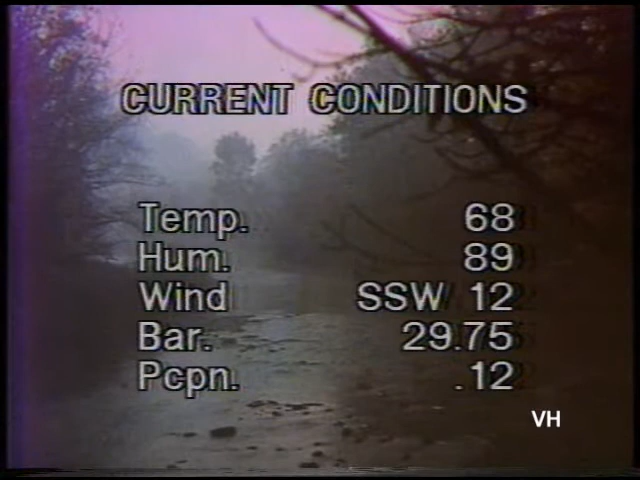 CURRENT CONDITIONS
Temp. 68
Hum. 89
Wind SSW 12
Bar. 29.75
Pcpn. .12
VH